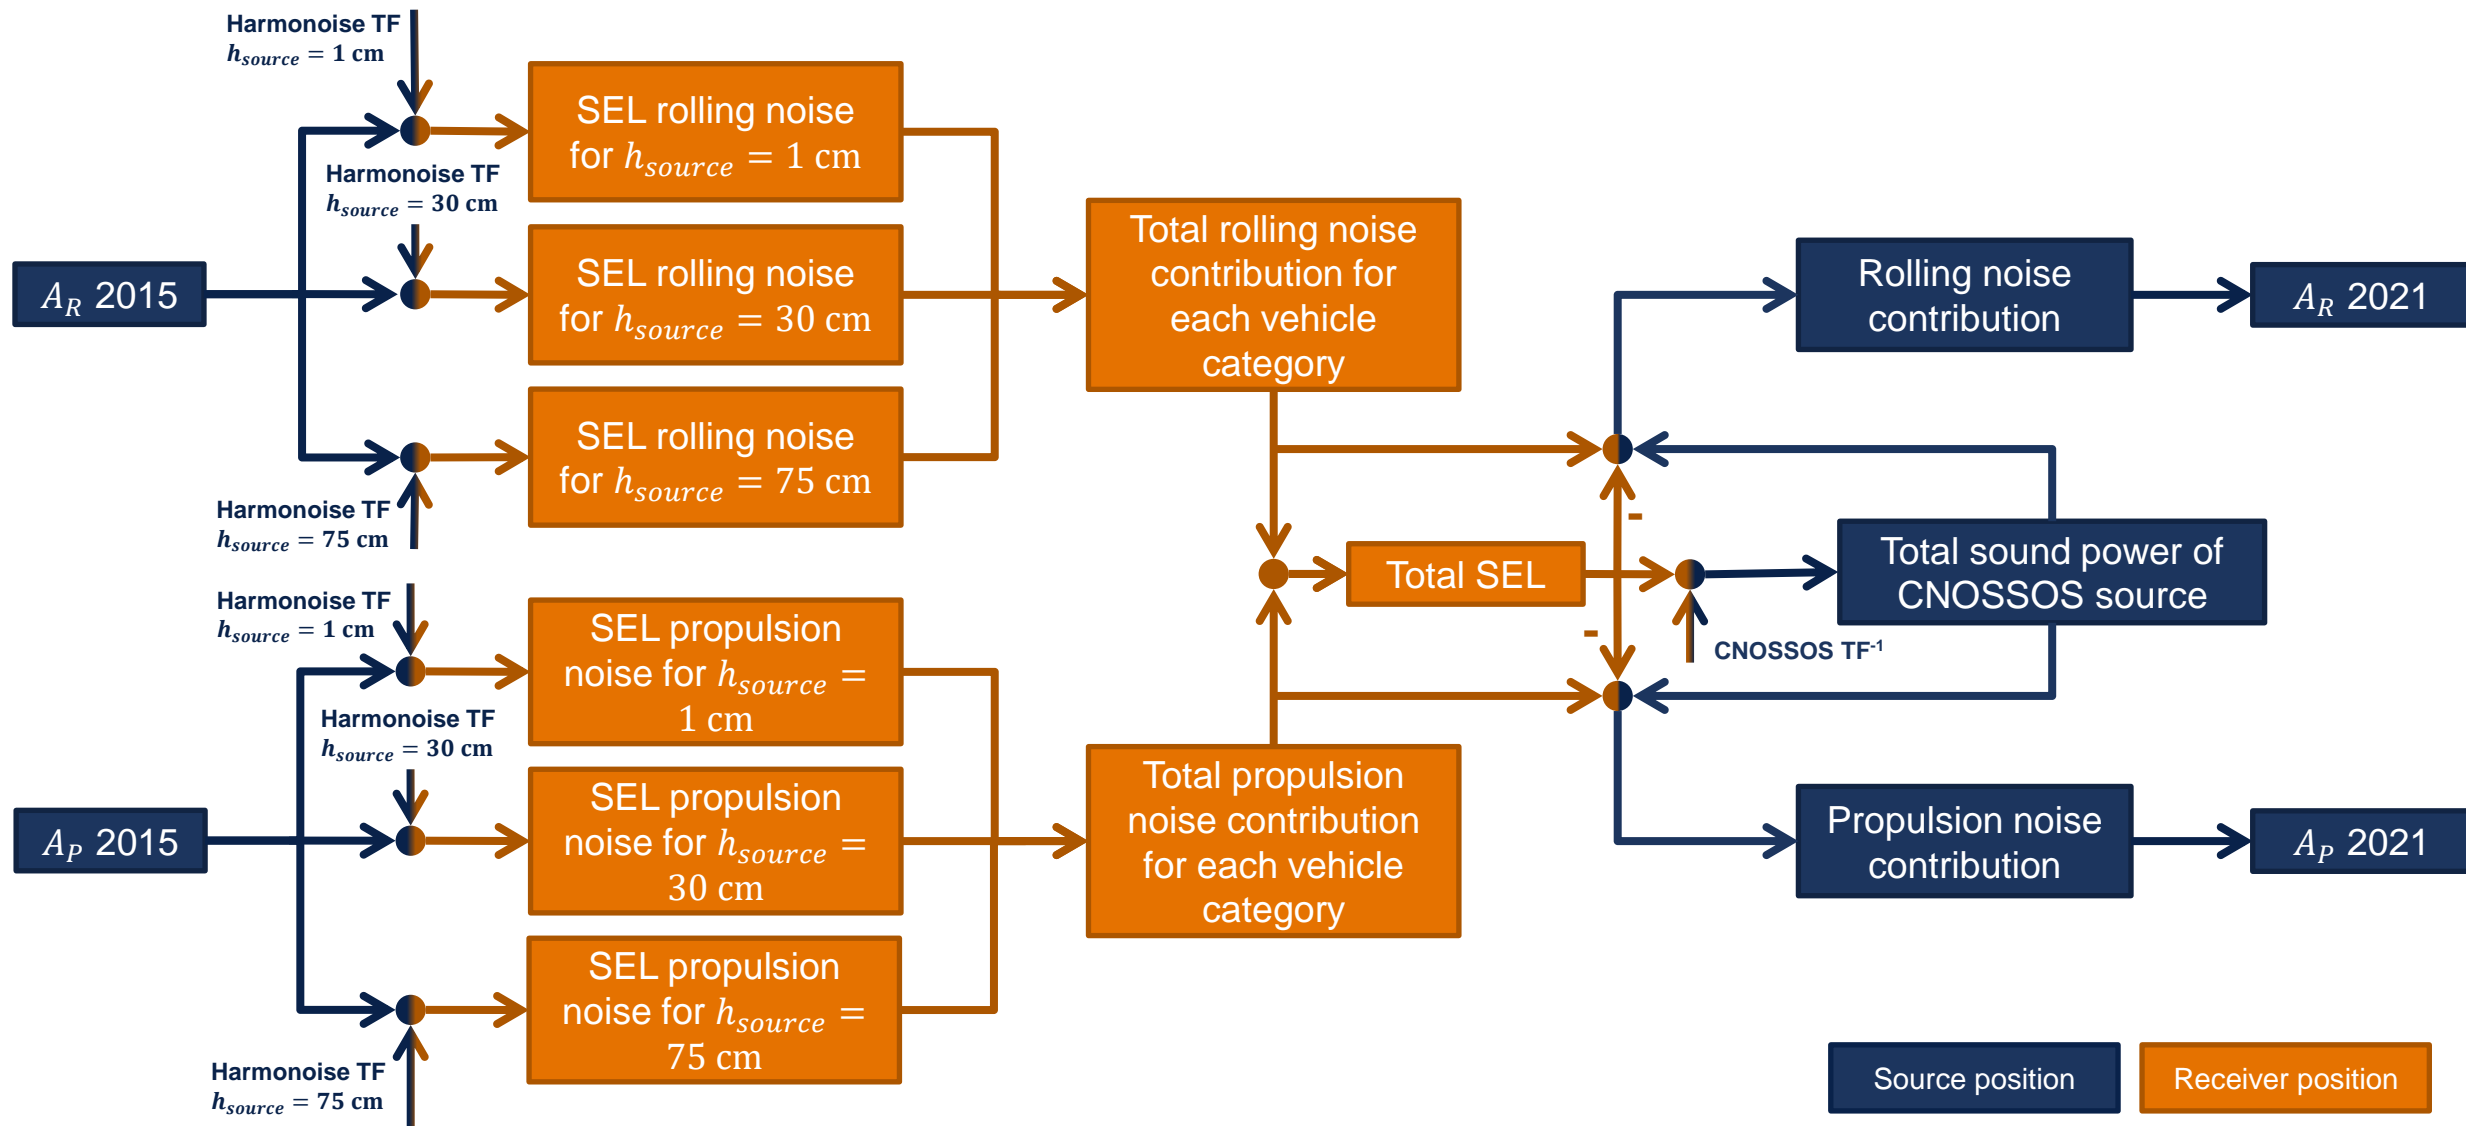 Harmonoise TF
h_source = 1 cm
SEL rolling noise
for h_source = 1 cm
Harmonoise TF
h_source = 30 cm
A_R 2015
SEL rolling noise
for h_source = 30 cm
SEL rolling noise
for h_source = 75 cm
Harmonoise TF
h_source = 75 cm
Total rolling noise
contribution for
each vehicle
category
Rolling noise
contribution
A_R 2021
-
Total SEL
Total sound power of
CNOSSOS source
-
CNOSSOS TF⁻¹
Harmonoise TF
h_source = 1 cm
SEL propulsion
noise for h_source =
1 cm
Harmonoise TF
h_source = 30 cm
A_P 2015
SEL propulsion
noise for h_source =
30 cm
SEL propulsion
noise for h_source =
75 cm
Harmonoise TF
h_source = 75 cm
Total propulsion
noise contribution
for each vehicle
category
Propulsion noise
contribution
A_P 2021
Source position
Receiver position